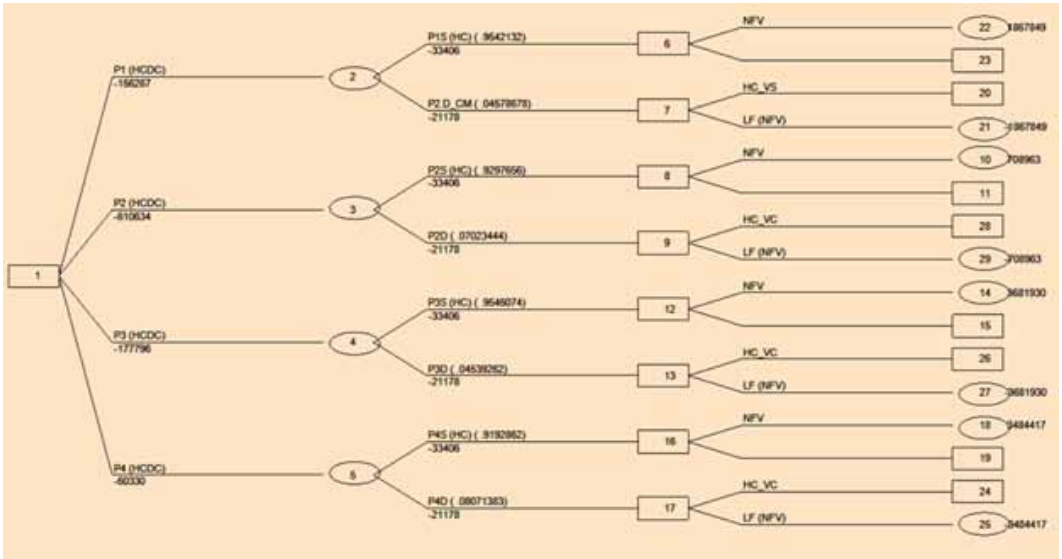 NFV
22 1867849
P1S (HC) ( .9542132)
6
-33406
23
P1 (HCDC)
2
HC_VS
20
P2 D_CM ( .04578678)
7
-21178
LF (NFV)
21 -1867849
NFV
10 708963
P2S (HC) ( .9297656)
8
-33406
11
P2 (HCDC)
3
-610634
HC_VC
28
P2D ( .07023444)
9
-21178
LF (NFV)
29 -708963
1
NFV
14 3681930
P3S (HC) ( .9546074)
12
-33406
15
P3 (HCDC)
4
-177796
HC_VC
26
P3D ( .04539262)
13
-21178
LF (NFV)
27 -3681930
NFV
18 3484417
P4S (HC) ( .9192862)
16
-33406
19
P4 (HCDC)
5
-60330
HC_VC
24
P4D ( .08071383)
17
-21178
LF (NFV)
25 -3484417